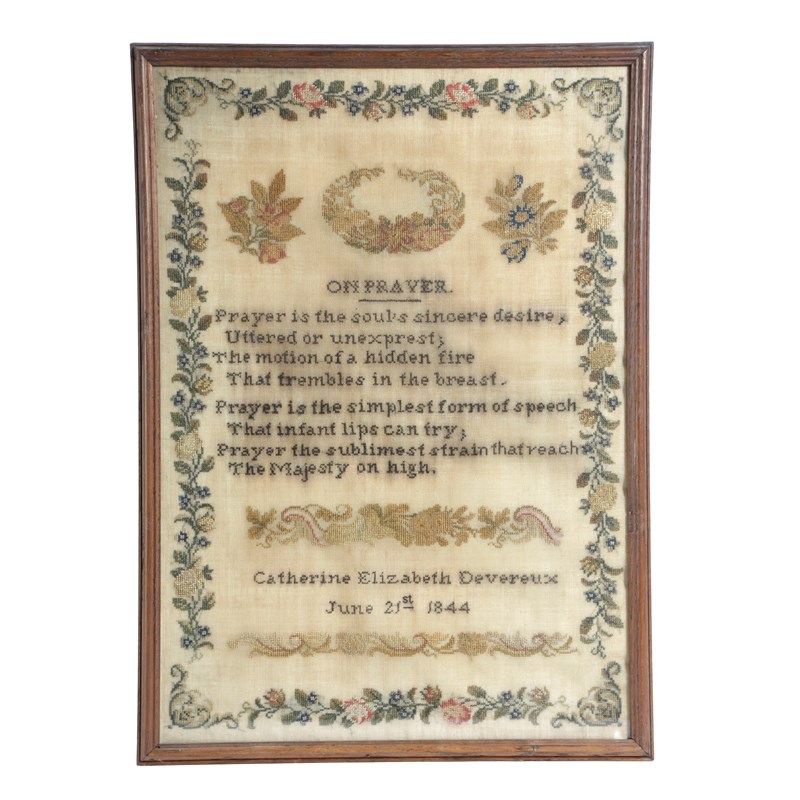 ON PRAYER.
Prayer is the soul's sincere desire,
Uttered or unexprest;
The motion of a hidden fire
That trembles in the breast.
Prayer is the simplest form of speech
That infant lips can try;
Prayer the sublimest strain that reach
The Majesty on high.
Catherine Elizabeth Devereux
June 21st 1844